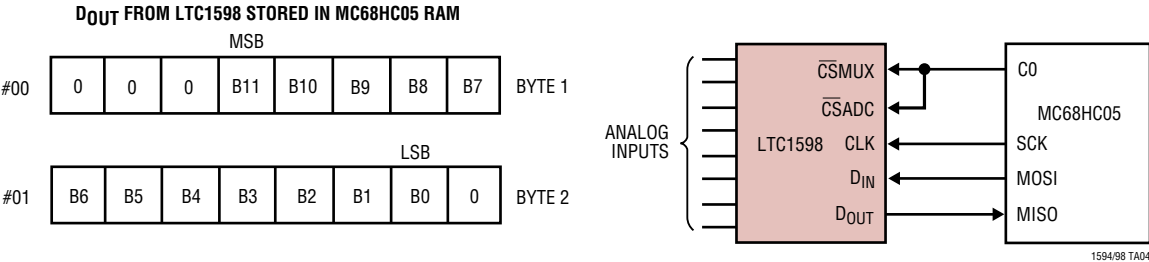 DOUT FROM LTC1598 STORED IN MC68HC05 RAM
MSB
#00 0 0 0 B11 B10 B9 B8 B7 BYTE 1
LSB
#01 B6 B5 B4 B3 B2 B1 B0 0 BYTE 2
ANALOG
INPUTS
LTC1598
CSMUX
CSADC
CLK
DIN
DOUT
C0
MC68HC05
SCK
MOSI
MISO
1594/98 TA04